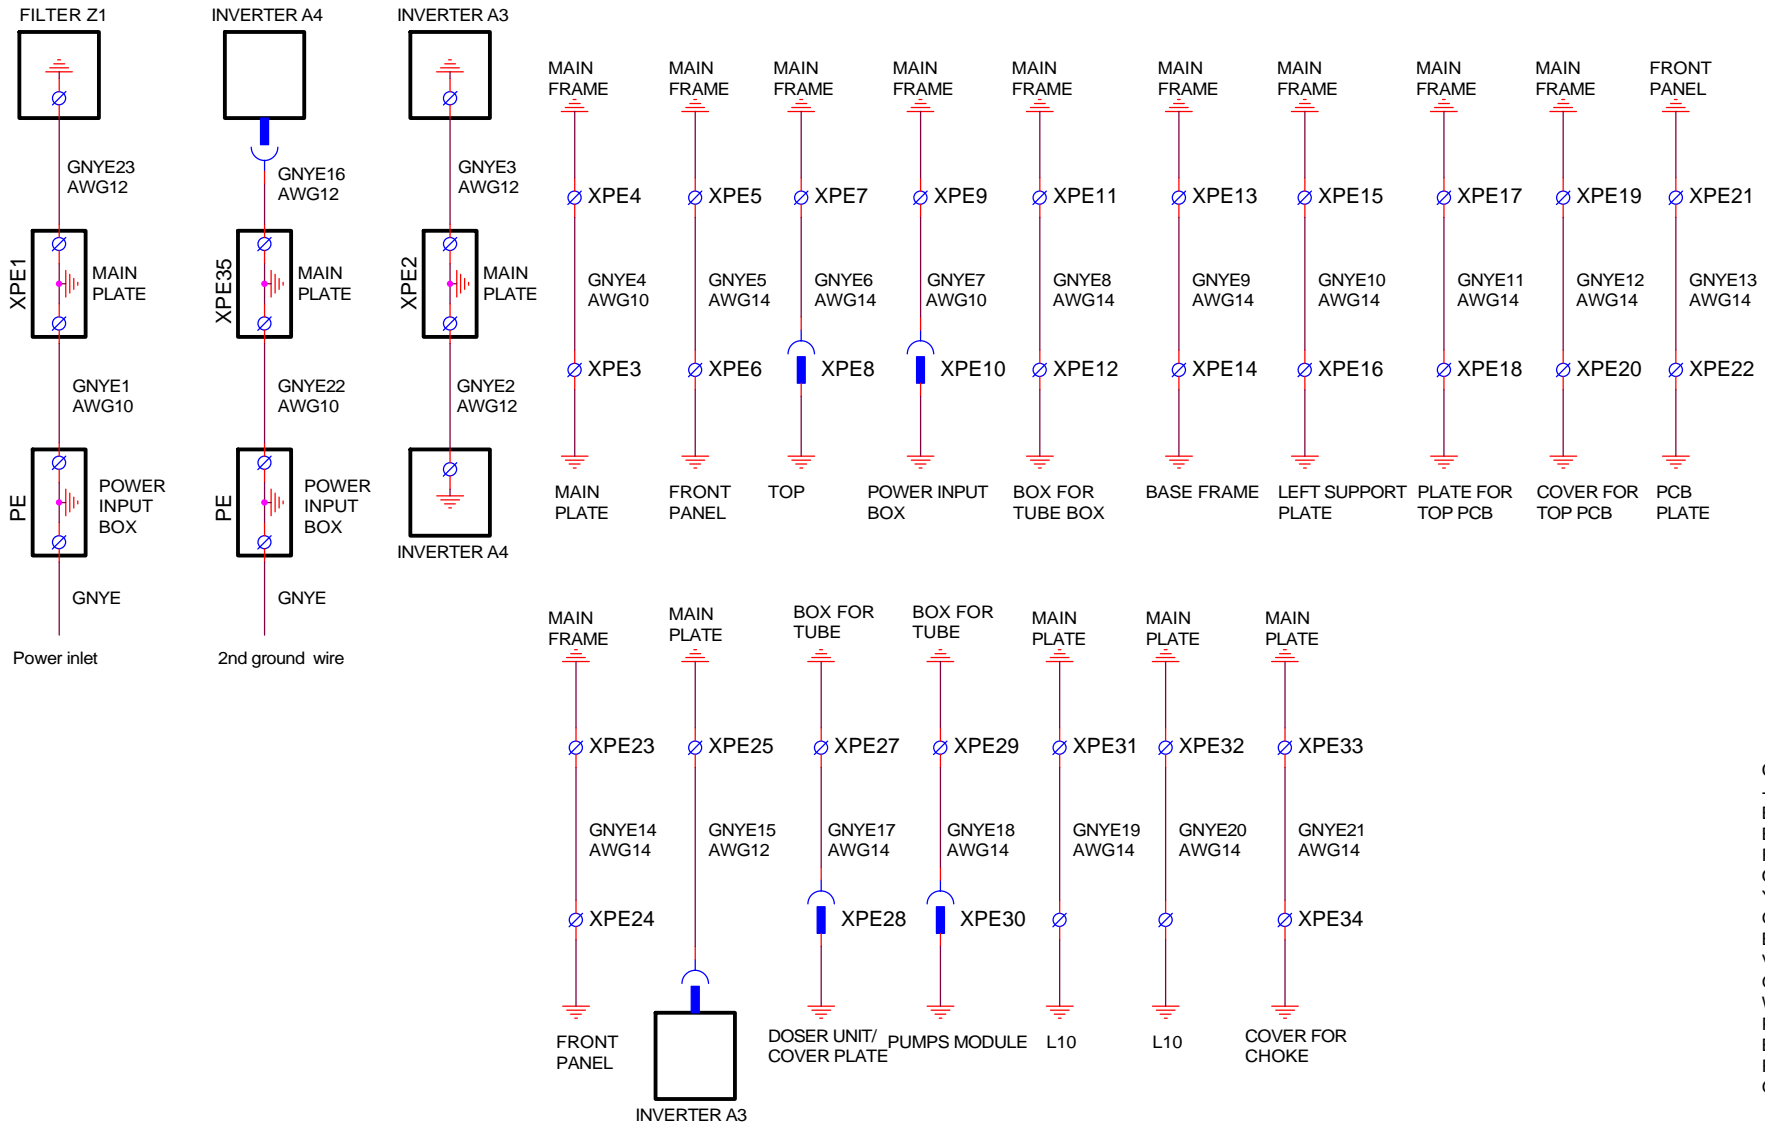 FILTER Z1
INVERTER A4
INVERTER A3
GNYE23
AWG12
GNYE16
AWG12
GNYE3
AWG12
XPE1
MAIN
PLATE
XPE35
MAIN
PLATE
XPE2
MAIN
PLATE
GNYE1
AWG10
GNYE22
AWG10
GNYE2
AWG12
PE
POWER
INPUT
BOX
PE
POWER
INPUT
BOX
INVERTER A4
GNYE
GNYE
Power inlet
2nd ground wire
MAIN
FRAME
MAIN
FRAME
MAIN
FRAME
MAIN
FRAME
MAIN
FRAME
MAIN
FRAME
MAIN
FRAME
MAIN
FRAME
MAIN
FRAME
FRONT
PANEL
XPE4
XPE5
XPE7
XPE9
XPE11
XPE13
XPE15
XPE17
XPE19
XPE21
GNYE4
AWG10
GNYE5
AWG14
GNYE6
AWG14
GNYE7
AWG10
GNYE8
AWG14
GNYE9
AWG14
GNYE10
AWG14
GNYE11
AWG14
GNYE12
AWG14
GNYE13
AWG14
XPE3
XPE6
XPE8
XPE10
XPE12
XPE14
XPE16
XPE18
XPE20
XPE22
MAIN
PLATE
FRONT
PANEL
TOP
POWER INPUT
BOX
BOX FOR
TUBE BOX
BASE FRAME
LEFT SUPPORT
PLATE
PLATE FOR
TOP PCB
COVER FOR
TOP PCB
PCB
PLATE
MAIN
FRAME
MAIN
PLATE
BOX FOR
TUBE
BOX FOR
TUBE
MAIN
PLATE
MAIN
PLATE
MAIN
PLATE
XPE23
XPE25
XPE27
XPE29
XPE31
XPE32
XPE33
GNYE14
AWG14
GNYE15
AWG12
GNYE17
AWG14
GNYE18
AWG14
GNYE19
AWG14
GNYE20
AWG14
GNYE21
AWG14
XPE24
XPE28
XPE30
XPE34
FRONT
PANEL
INVERTER A3
DOSER UNIT/
COVER PLATE
PUMPS MODULE
L10
L10
COVER FOR
CHOKE